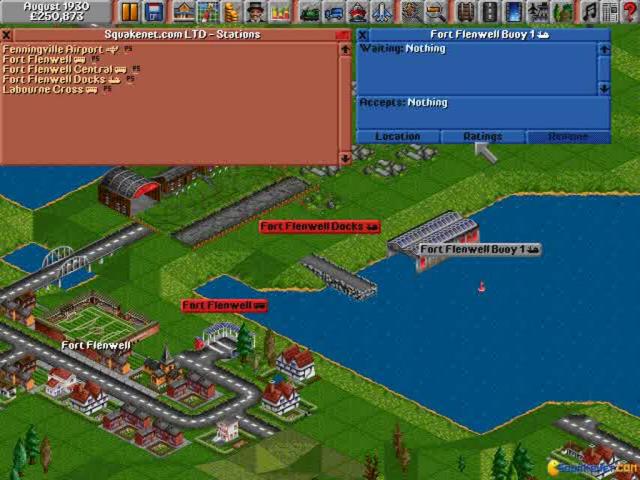 August 1930
£250,873
Squakenet.com LTD - Stations
Fenningville Airport
Fort Flenwell
Fort Flenwell Central
Fort Flenwell Docks
Labourne Cross
Fort Flenwell Buoy 1
Waiting: Nothing
Accepts: Nothing
Location
Ratings
Rename
Fort Flenwell Docks
Fort Flenwell Buoy 1
Fort Flenwell
Fort Flenwell
Squakenet.com